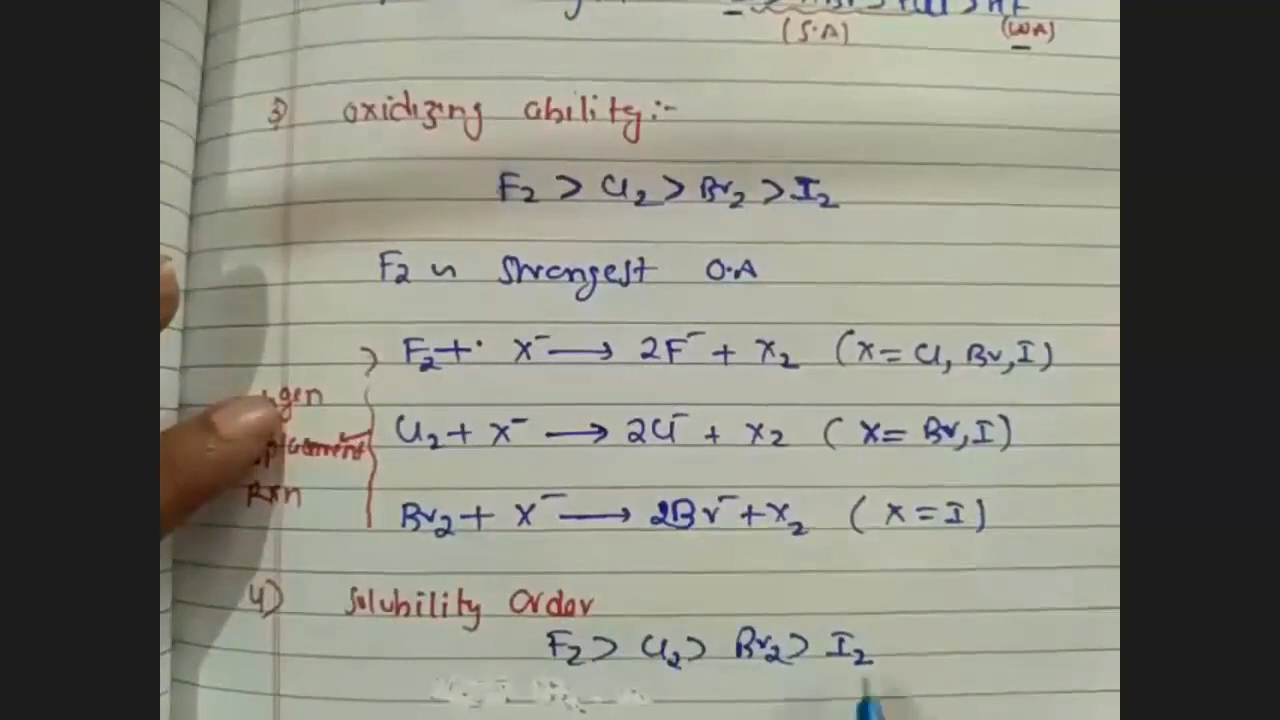 (S.A) (WA)
3) Oxidizing ability:-
F₂ > Cl₂ > Br₂ > I₂
F₂ is strongest O.A
F₂ + X⁻ → 2F⁻ + X₂ (X = Cl, Br, I)
gen
Cl₂ + X⁻ → 2Cl⁻ + X₂ (X = Br, I)
placement
Rxn
Br₂ + X⁻ → 2Br⁻ + X₂ (X = I)
4) Solubility Order
F₂ > Cl₂ > Br₂ > I₂